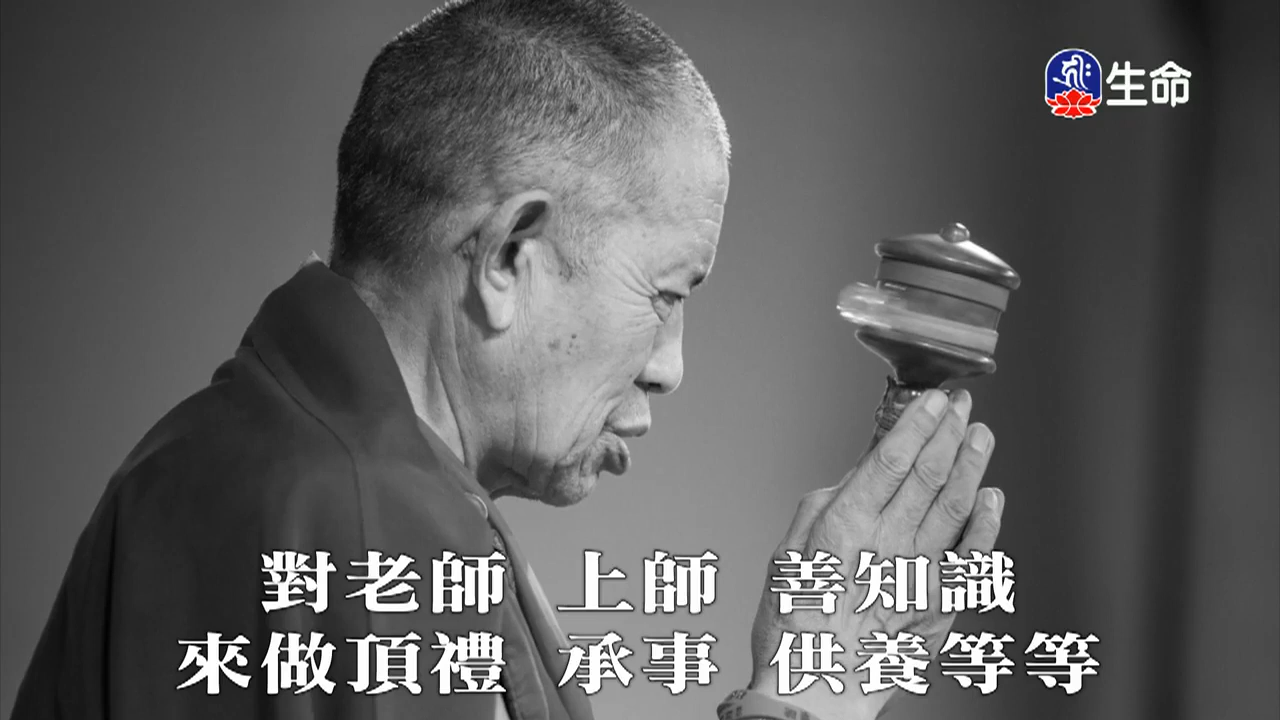 生命
對老師 上師 善知識
來做頂禮 承事 供養等等